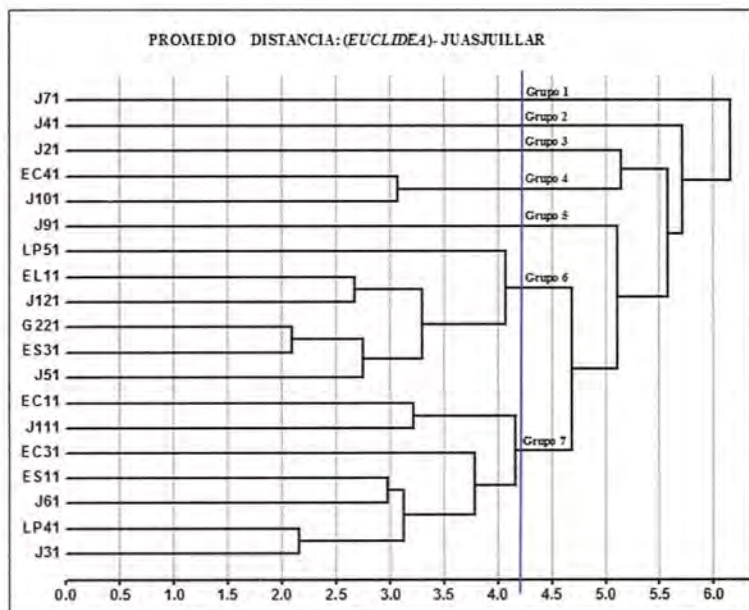 PROMEDIO DISTANCIA: (EUCLIDEA)- JUASJUILLAR
J71 Grupo 1
J41 Grupo 2
J21 Grupo 3
EC41 Grupo 4
J101
J91 Grupo 5
LP51
EL11 Grupo 6
J121
G221
ES31
J51
EC11
J111
EC31 Grupo 7
ES11
J61
LP41
J31
0.0 0.5 1.0 1.5 2.0 2.5 3.0 3.5 4.0 4.5 5.0 5.5 6.0